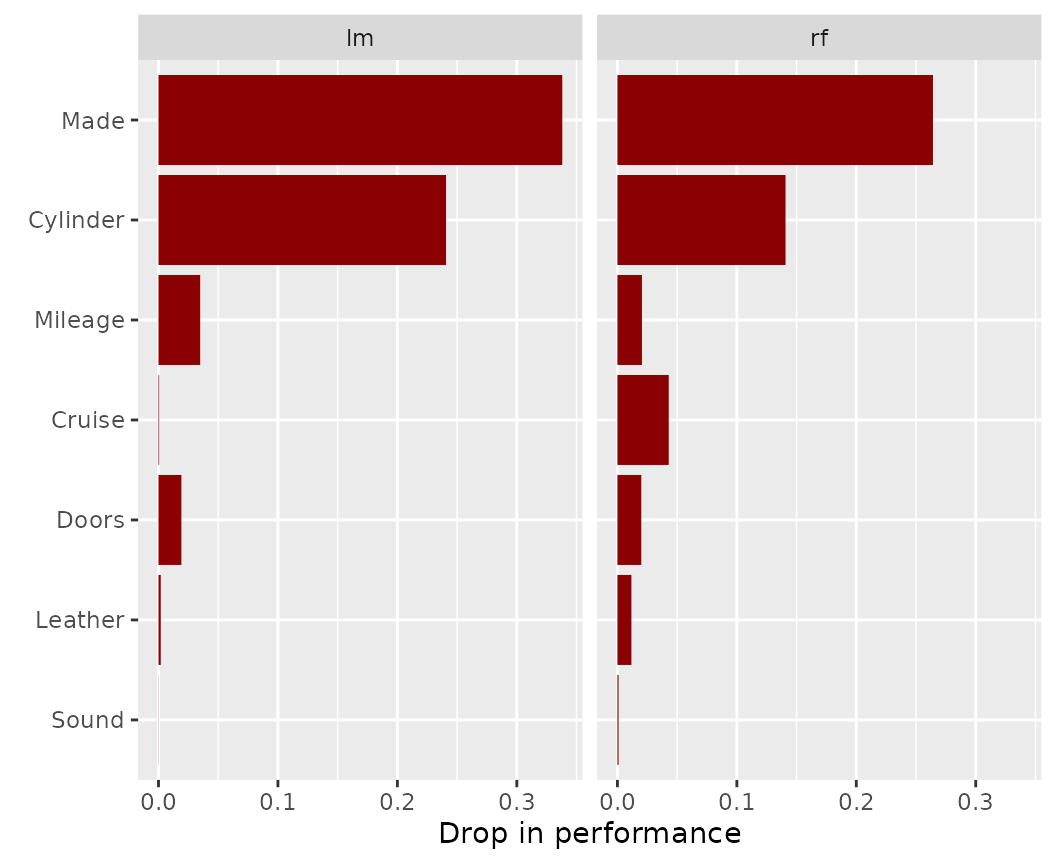 lm rf
Made
Cylinder
Mileage
Cruise
Doors
Leather
Sound
0.0 0.1 0.2 0.3 0.0 0.1 0.2 0.3
Drop in performance